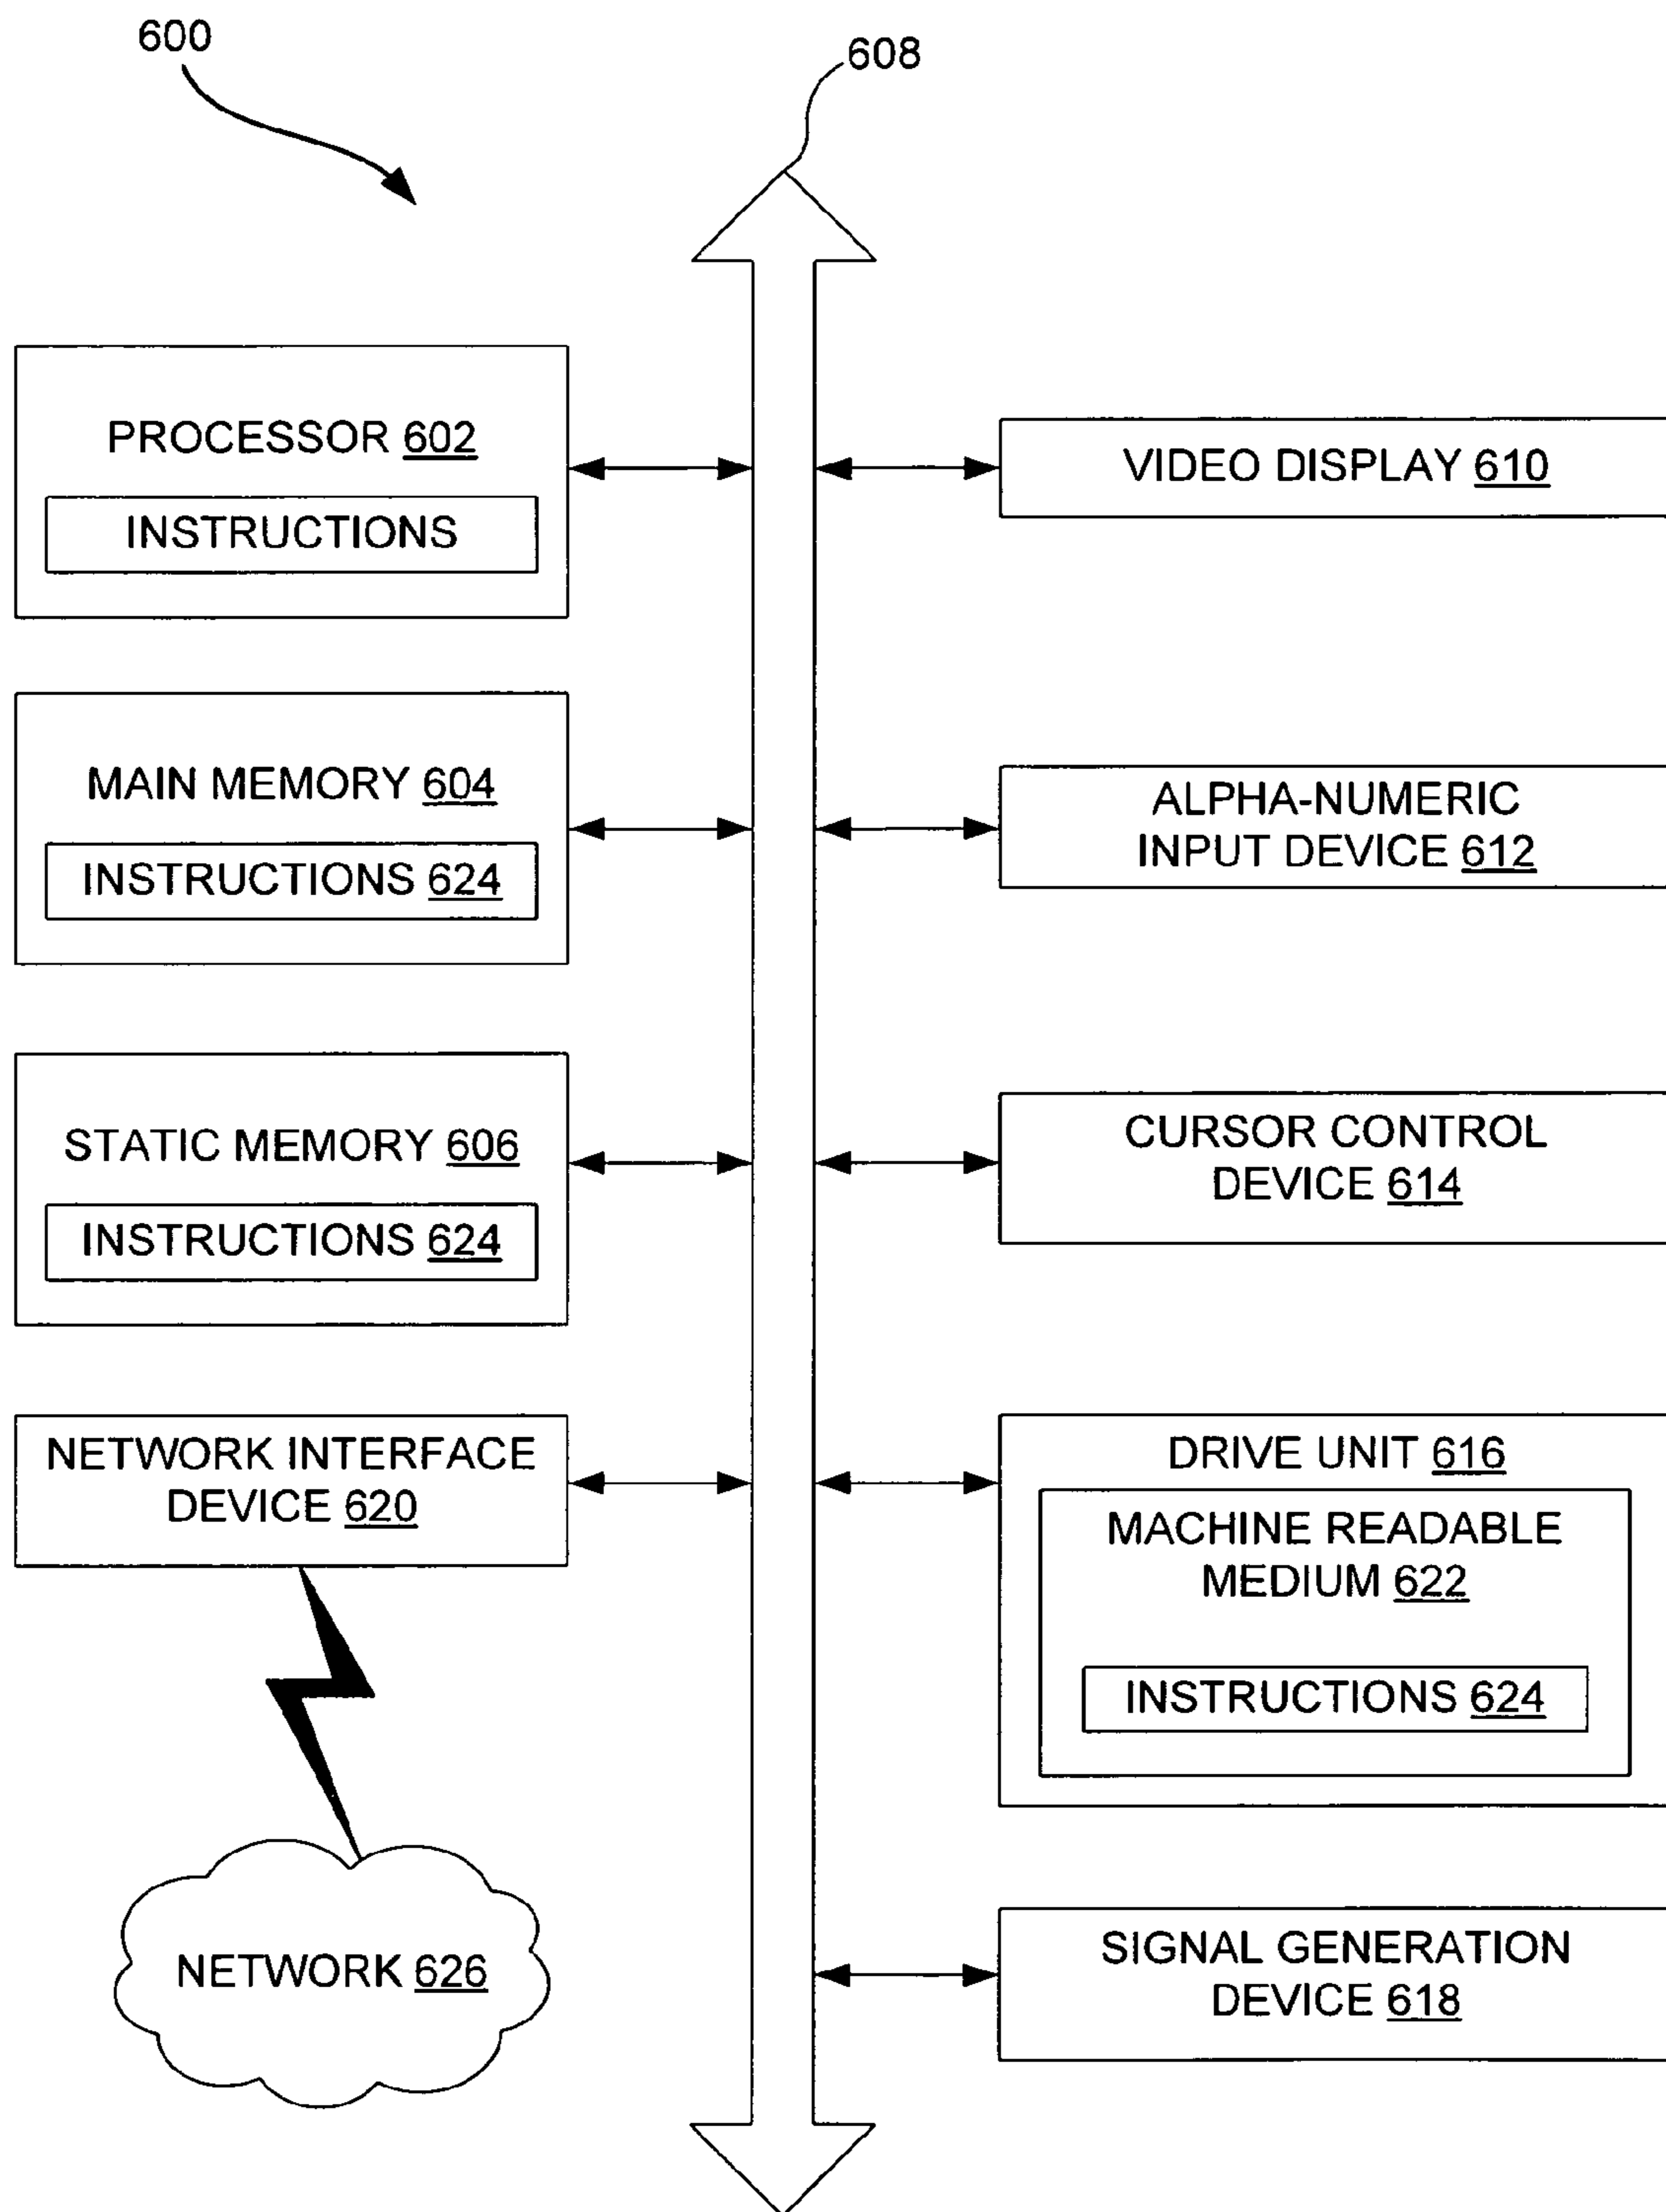 600
608
PROCESSOR 602
INSTRUCTIONS
MAIN MEMORY 604
INSTRUCTIONS 624
STATIC MEMORY 606
INSTRUCTIONS 624
NETWORK INTERFACE
DEVICE 620
NETWORK 626
VIDEO DISPLAY 610
ALPHA-NUMERIC
INPUT DEVICE 612
CURSOR CONTROL
DEVICE 614
DRIVE UNIT 616
MACHINE READABLE
MEDIUM 622
INSTRUCTIONS 624
SIGNAL GENERATION
DEVICE 618